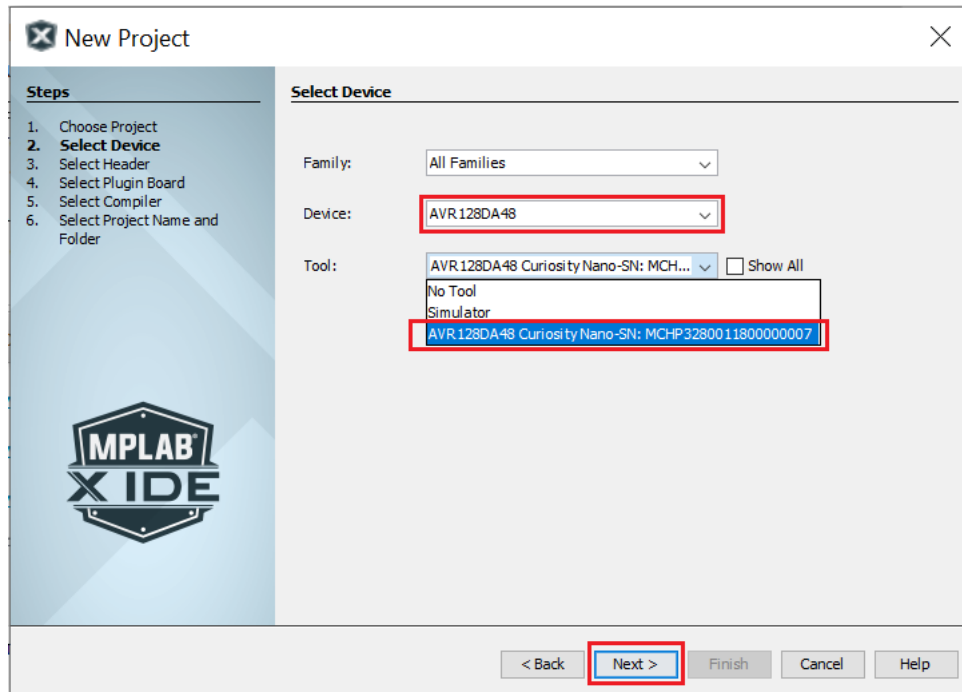 New Project
Steps
1. Choose Project
2. Select Device
3. Select Header
4. Select Plugin Board
5. Select Compiler
6. Select Project Name and
Folder
MPLAB®
X IDE
Select Device
Family: All Families
Device: AVR128DA48
Tool: AVR128DA48 Curiosity Nano-SN: MCH... Show All
No Tool
Simulator
AVR128DA48 Curiosity Nano-SN: MCHP3280011800000007
< Back Next > Finish Cancel Help